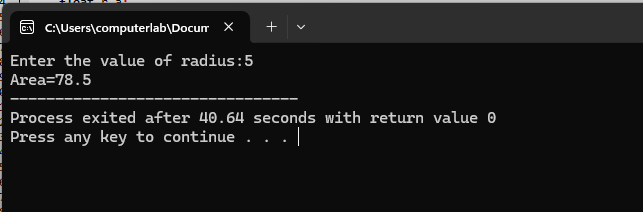 C:\Users\computerlab\Docum
Enter the value of radius:5
Area=78.5
--------------------------------
Process exited after 40.64 seconds with return value 0
Press any key to continue . . .